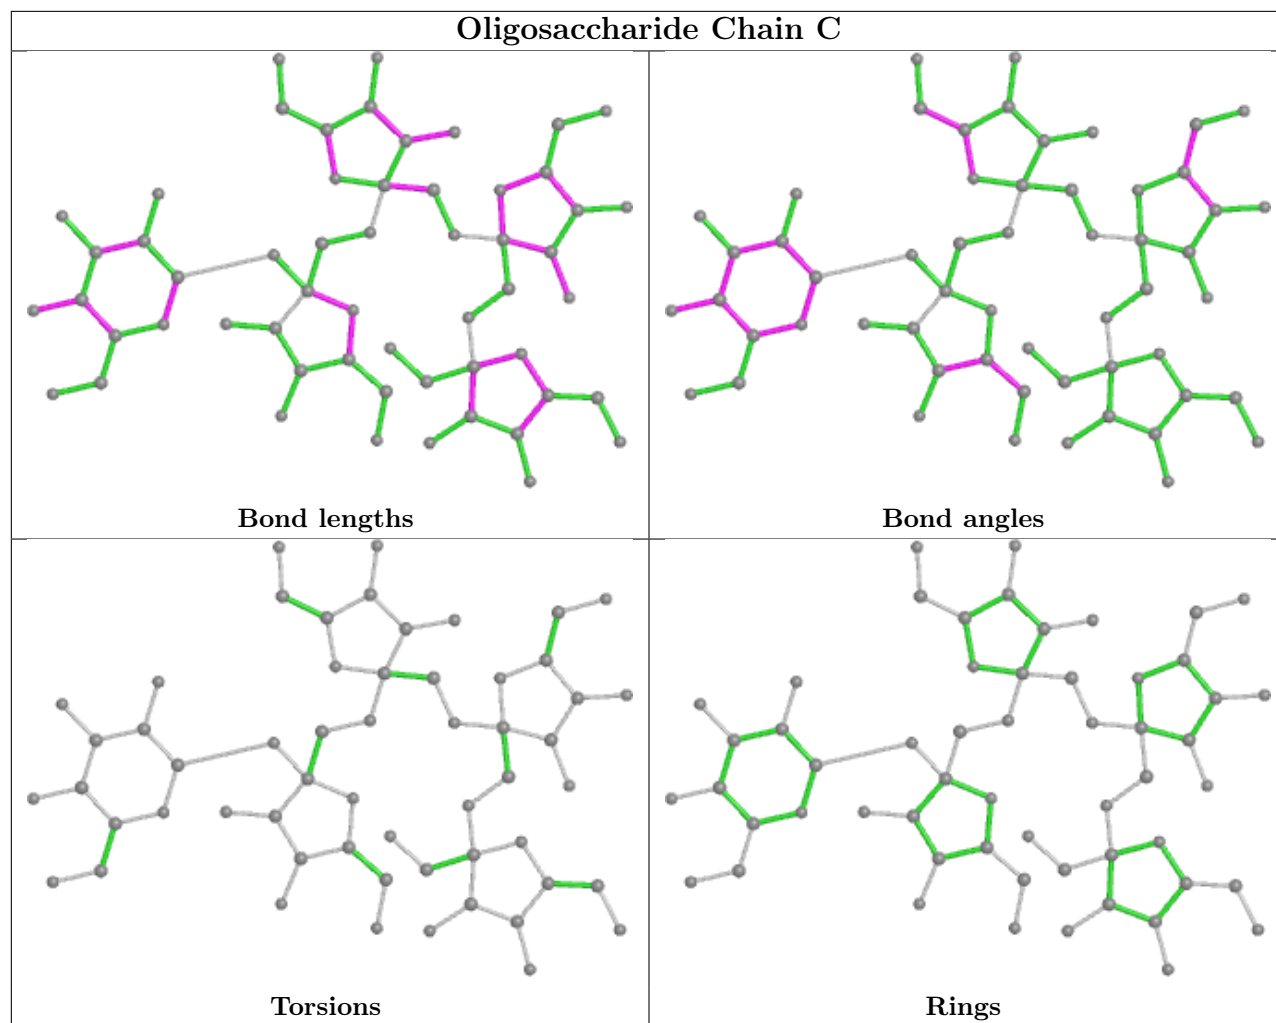 Oligosaccharide Chain C
Bond lengths
Bond angles
Torsions
Rings